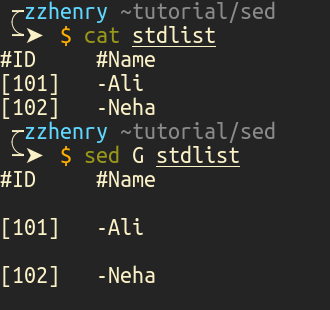 zzhenry ~tutorial/sed
$ cat stdlist
#ID     #Name
[101]   -Ali
[102]   -Neha
zzhenry ~tutorial/sed
$ sed G stdlist
#ID     #Name
[101]   -Ali
[102]   -Neha